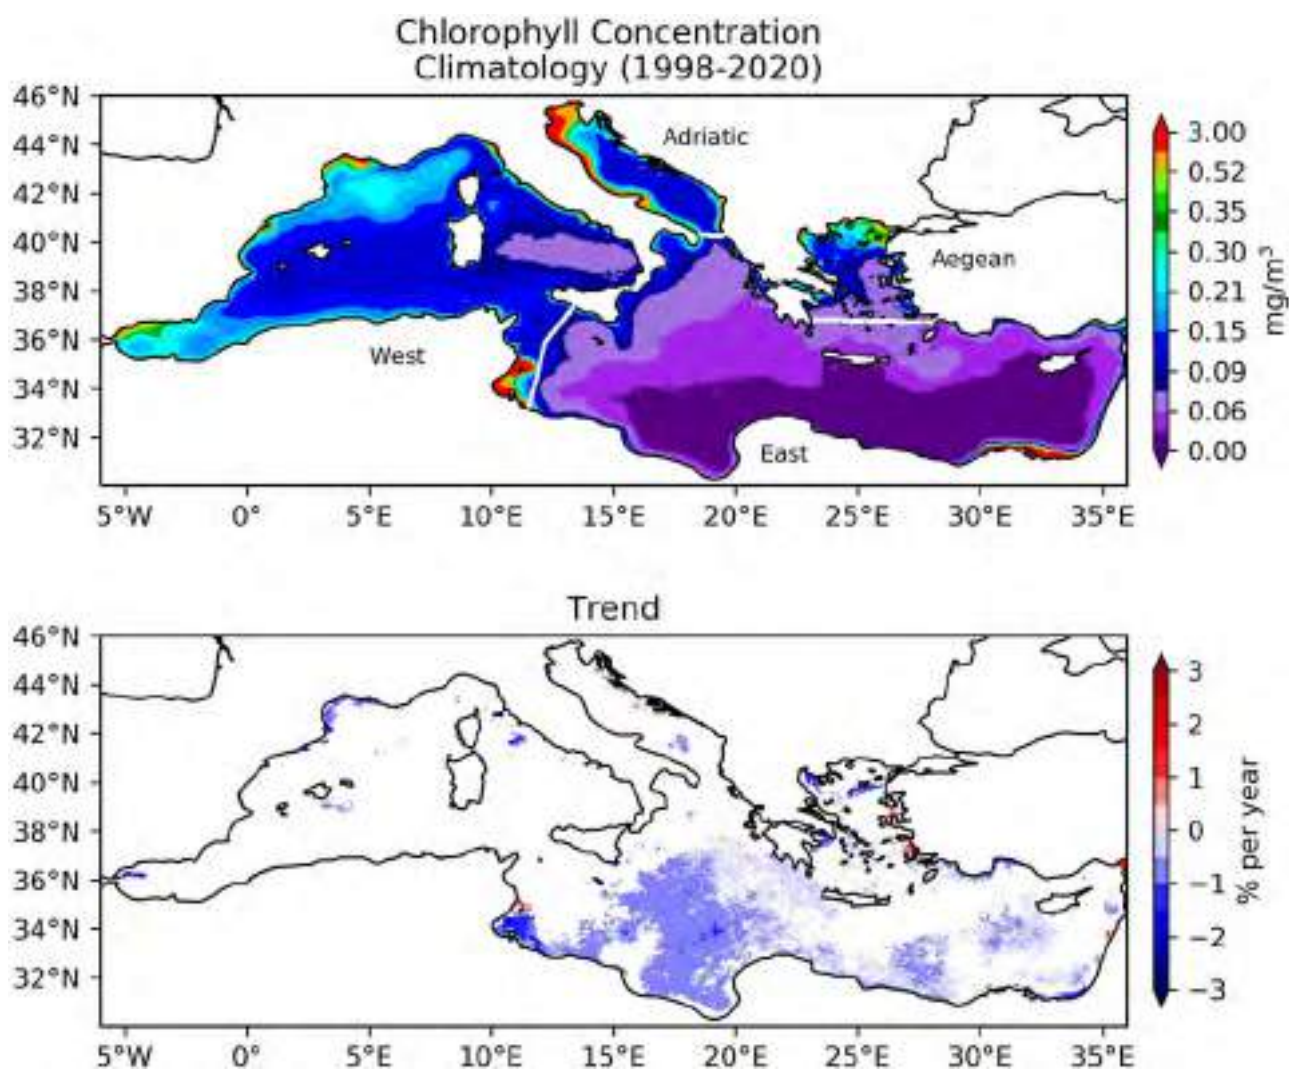 Chlorophyll Concentration
Climatology (1998-2020)
46°N
44°N
42°N
40°N
38°N
36°N
34°N
32°N
Adriatic
Aegean
West
East
5°W 0° 5°E 10°E 15°E 20°E 25°E 30°E 35°E
3.00
0.52
0.35
0.30
0.21
0.15
0.09
0.06
0.00
mg/m³
Trend
46°N
44°N
42°N
40°N
38°N
36°N
34°N
32°N
5°W 0° 5°E 10°E 15°E 20°E 25°E 30°E 35°E
3
2
1
0
−1
−2
−3
% per year